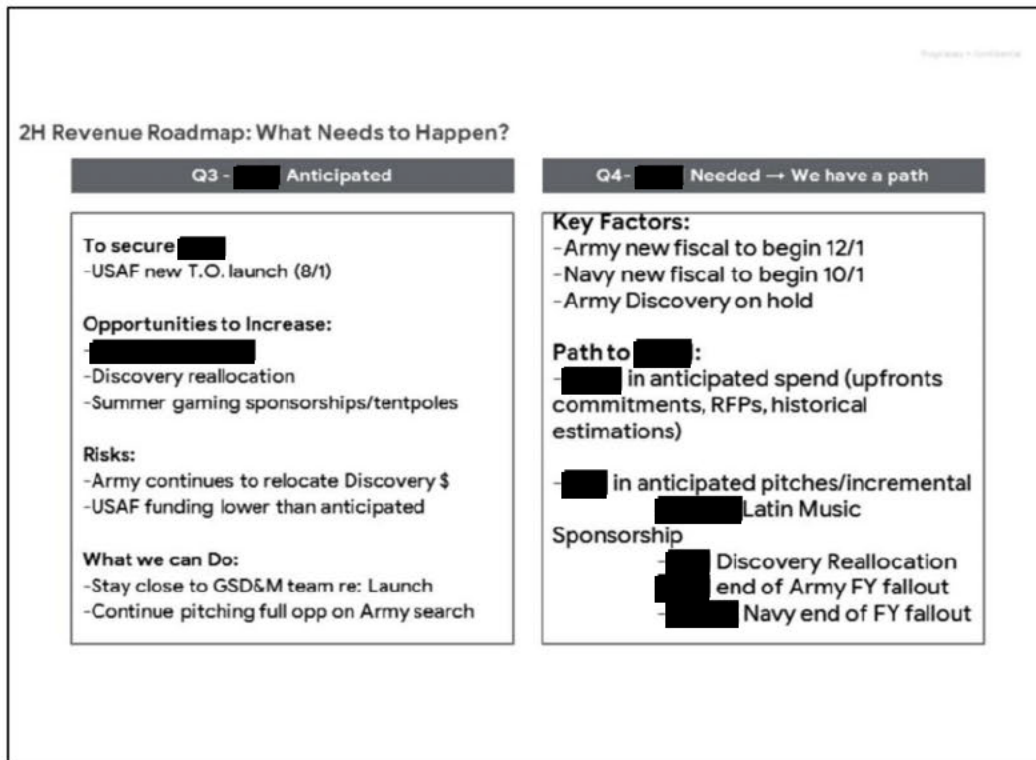 Proprietary + Confidential
2H Revenue Roadmap: What Needs to Happen?
Q3 - Anticipated
To secure
-USAF new T.O. launch (8/1)
Opportunities to Increase:
-
-Discovery reallocation
-Summer gaming sponsorships/tentpoles
Risks:
-Army continues to relocate Discovery $
-USAF funding lower than anticipated
What we can Do:
-Stay close to GSD&M team re: Launch
-Continue pitching full opp on Army search
Q4- Needed → We have a path
Key Factors:
-Army new fiscal to begin 12/1
-Navy new fiscal to begin 10/1
-Army Discovery on hold
Path to :
- in anticipated spend (upfronts
commitments, RFPs, historical
estimations)
- in anticipated pitches/incremental
Latin Music
Sponsorship
- Discovery Reallocation
end of Army FY fallout
- Navy end of FY fallout